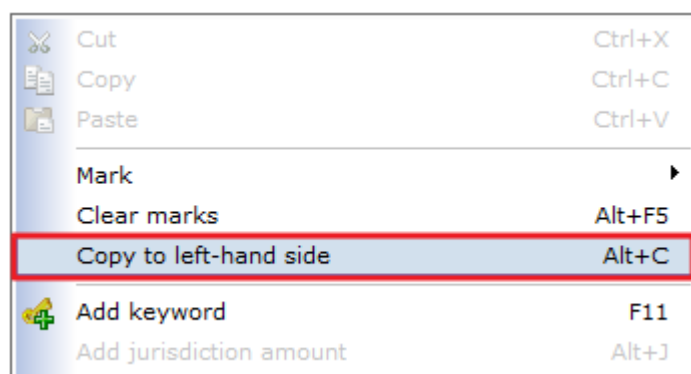 Cut Ctrl+X
Copy Ctrl+C
Paste Ctrl+V
Mark
Clear marks Alt+F5
Copy to left-hand side Alt+C
Add keyword F11
Add jurisdiction amount Alt+J